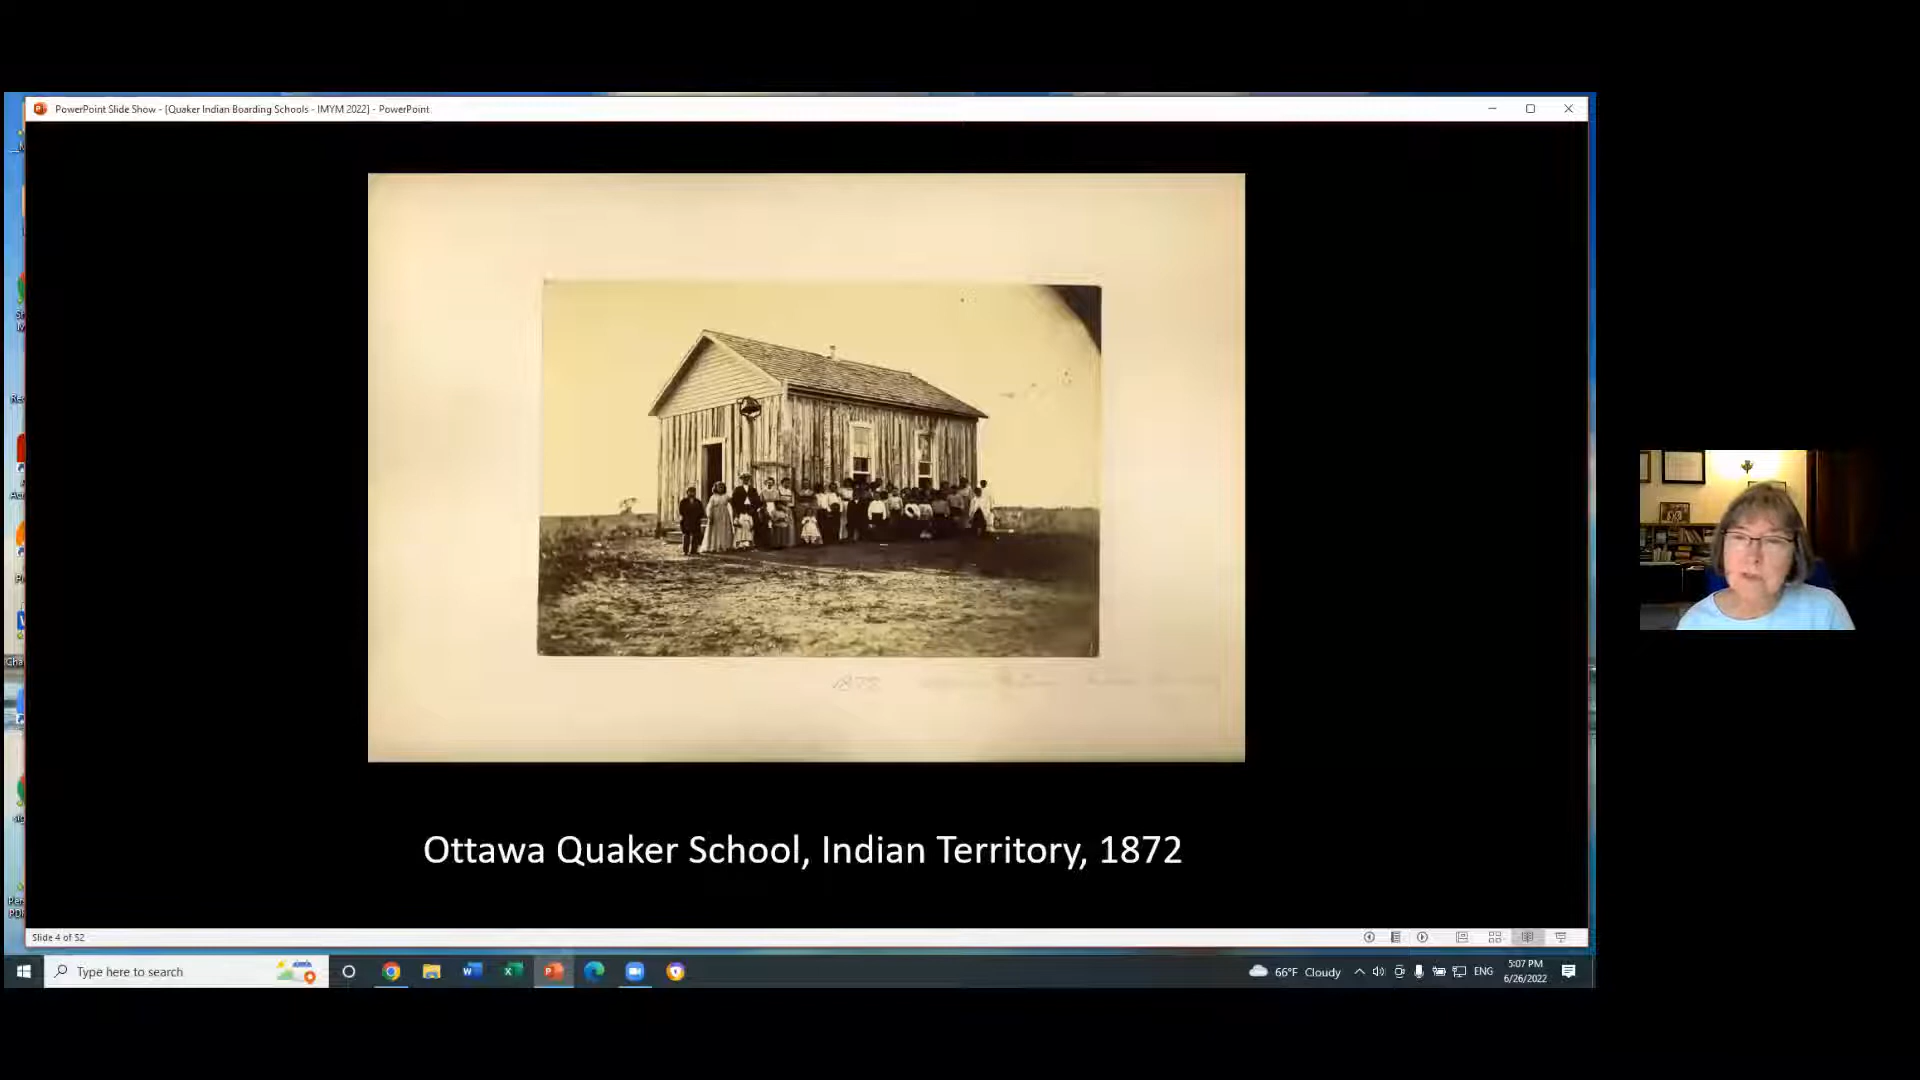 PowerPoint Slide Show - [Quaker Indian Boarding Schools - IMYM 2022] - PowerPoint
Ottawa Quaker School, Indian Territory, 1872
Slide 4 of 52
Type here to search
66°F Cloudy
ENG
5:07 PM
6/26/2022